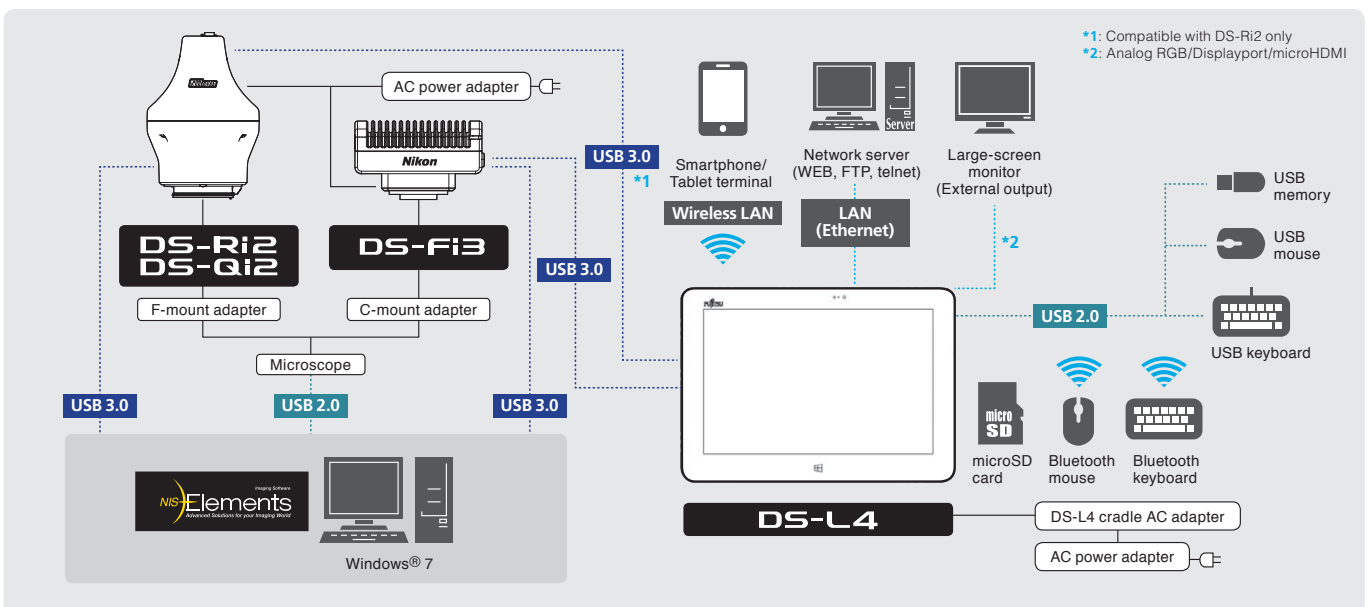 *1: Compatible with DS-Ri2 only
*2: Analog RGB/Displayport/microHDMI
Nikon
AC power adapter
Nikon
USB 3.0
*1
Smartphone/
Tablet terminal
Wireless LAN
Server
Network server
(WEB, FTP, telnet)
LAN
(Ethernet)
Large-screen
monitor
(External output)
*2
USB
memory
USB
mouse
USB keyboard
USB 2.0
DS-Ri2
DS-Qi2
DS-Fi3
USB 3.0
F-mount adapter
C-mount adapter
Microscope
USB 3.0
USB 2.0
USB 3.0
FUJITSU
micro
SD
microSD
card
Bluetooth
mouse
Bluetooth
keyboard
Imaging Software
NIS-Elements
Advanced Solutions for your Imaging World
Windows® 7
DS-L4
DS-L4 cradle AC adapter
AC power adapter